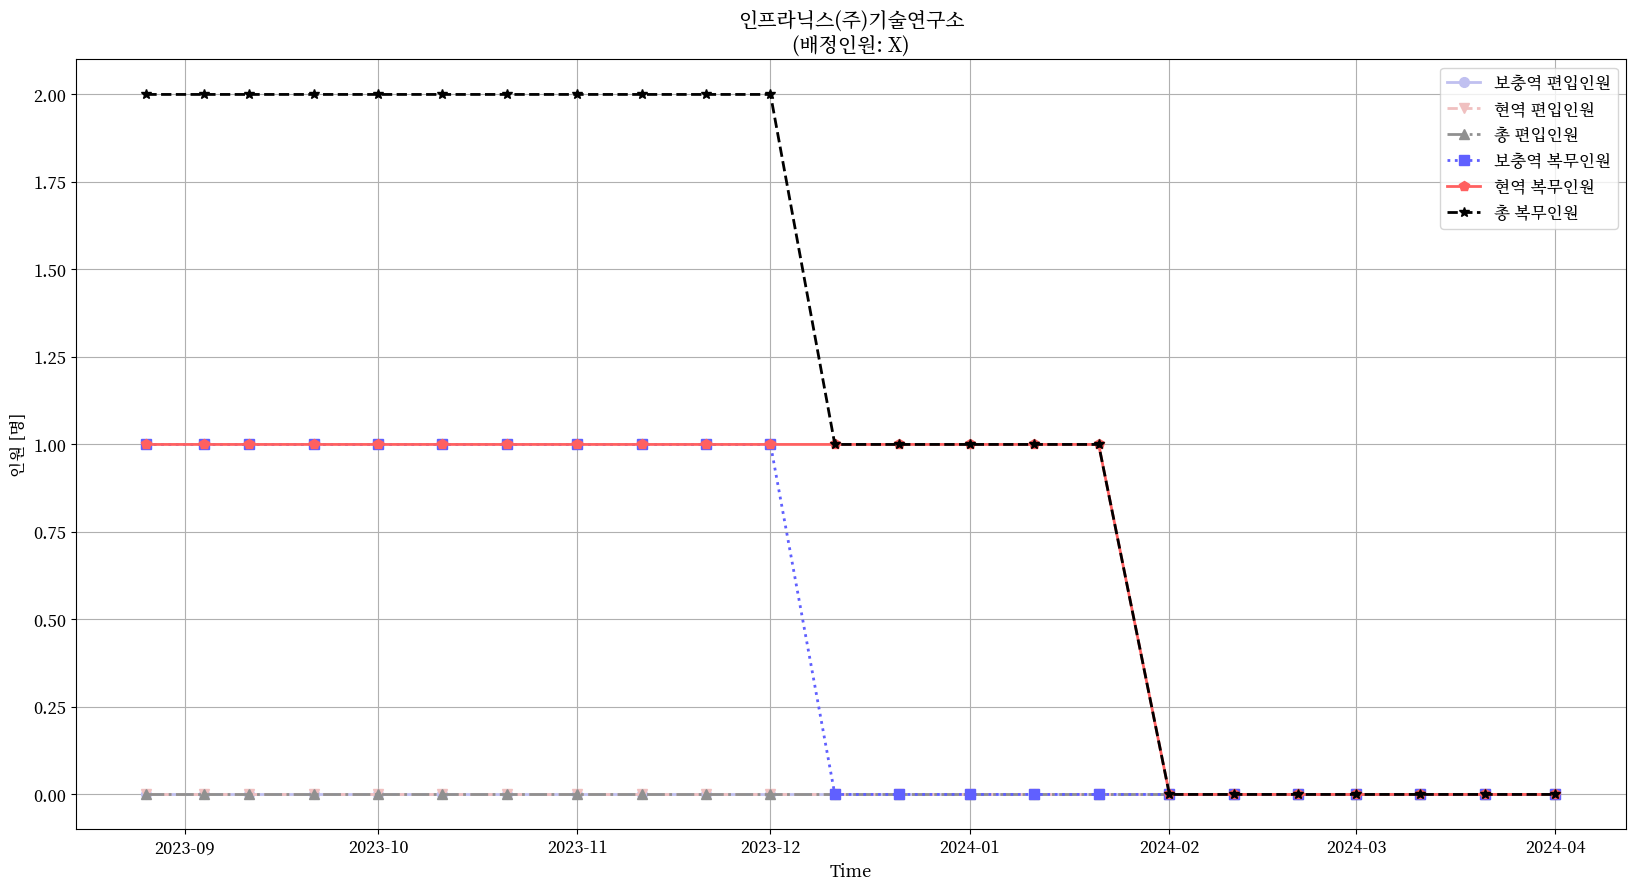 인프라닉스(주)기술연구소
(배정인원: X)
보충역 편입인원
현역 편입인원
총 편입인원
보충역 복무인원
현역 복무인원
총 복무인원
인원 [명]
2.00
1.75
1.50
1.25
1.00
0.75
0.50
0.25
0.00
2023-09
2023-10
2023-11
2023-12
2024-01
2024-02
2024-03
2024-04
Time